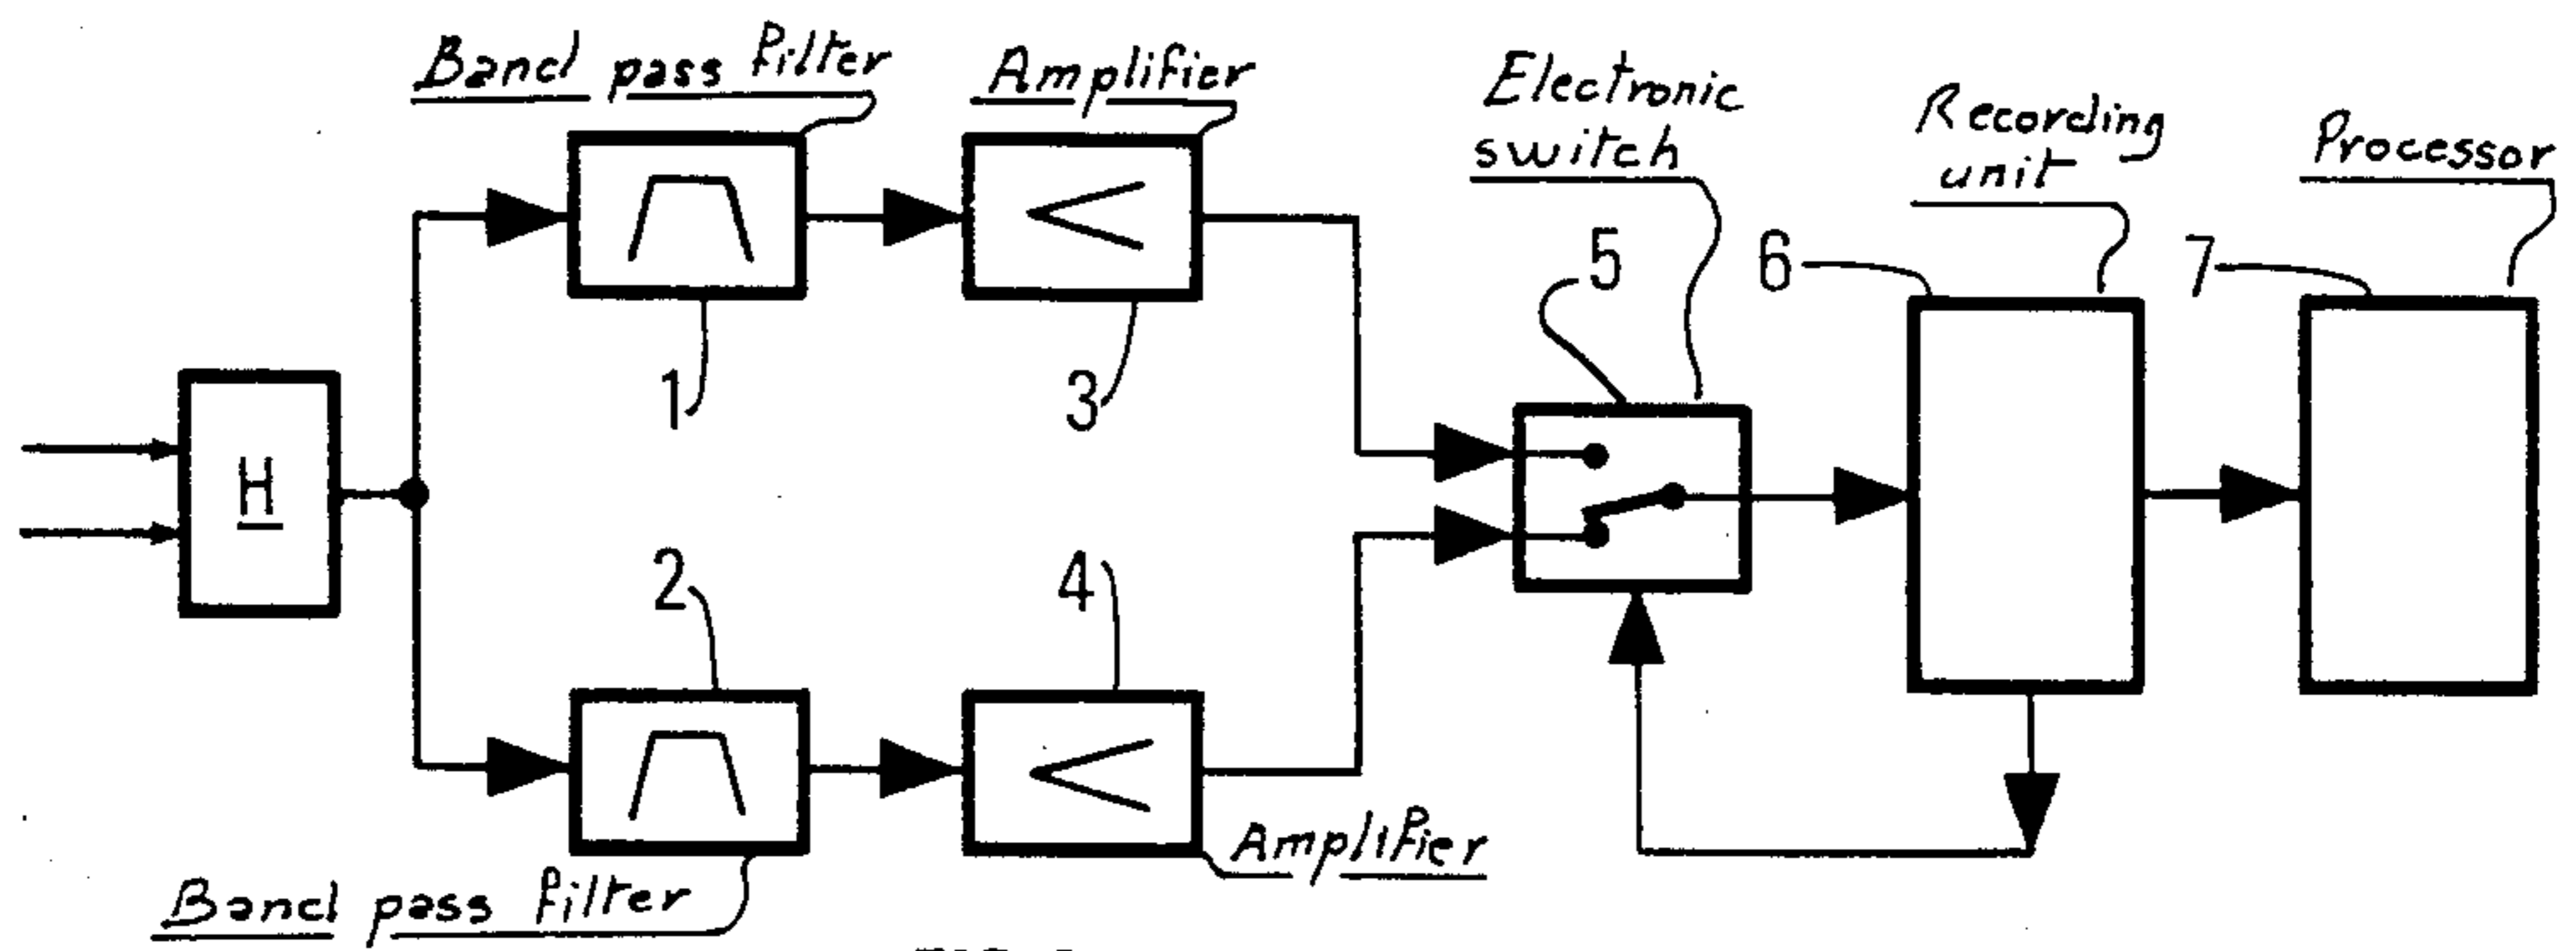 Band pass filter
Amplifier
Electronic
switch
Recording
unit
Processor
5
6
7
1
3
H
2
4
Amplifier
Band pass filter